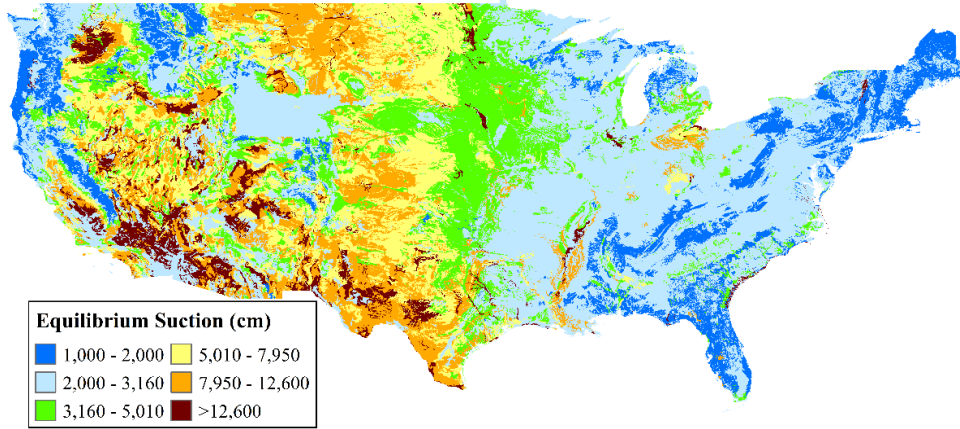 Equilibrium Suction (cm)
1,000 - 2,000 5,010 - 7,950
2,000 - 3,160 7,950 - 12,600
3,160 - 5,010 >12,600